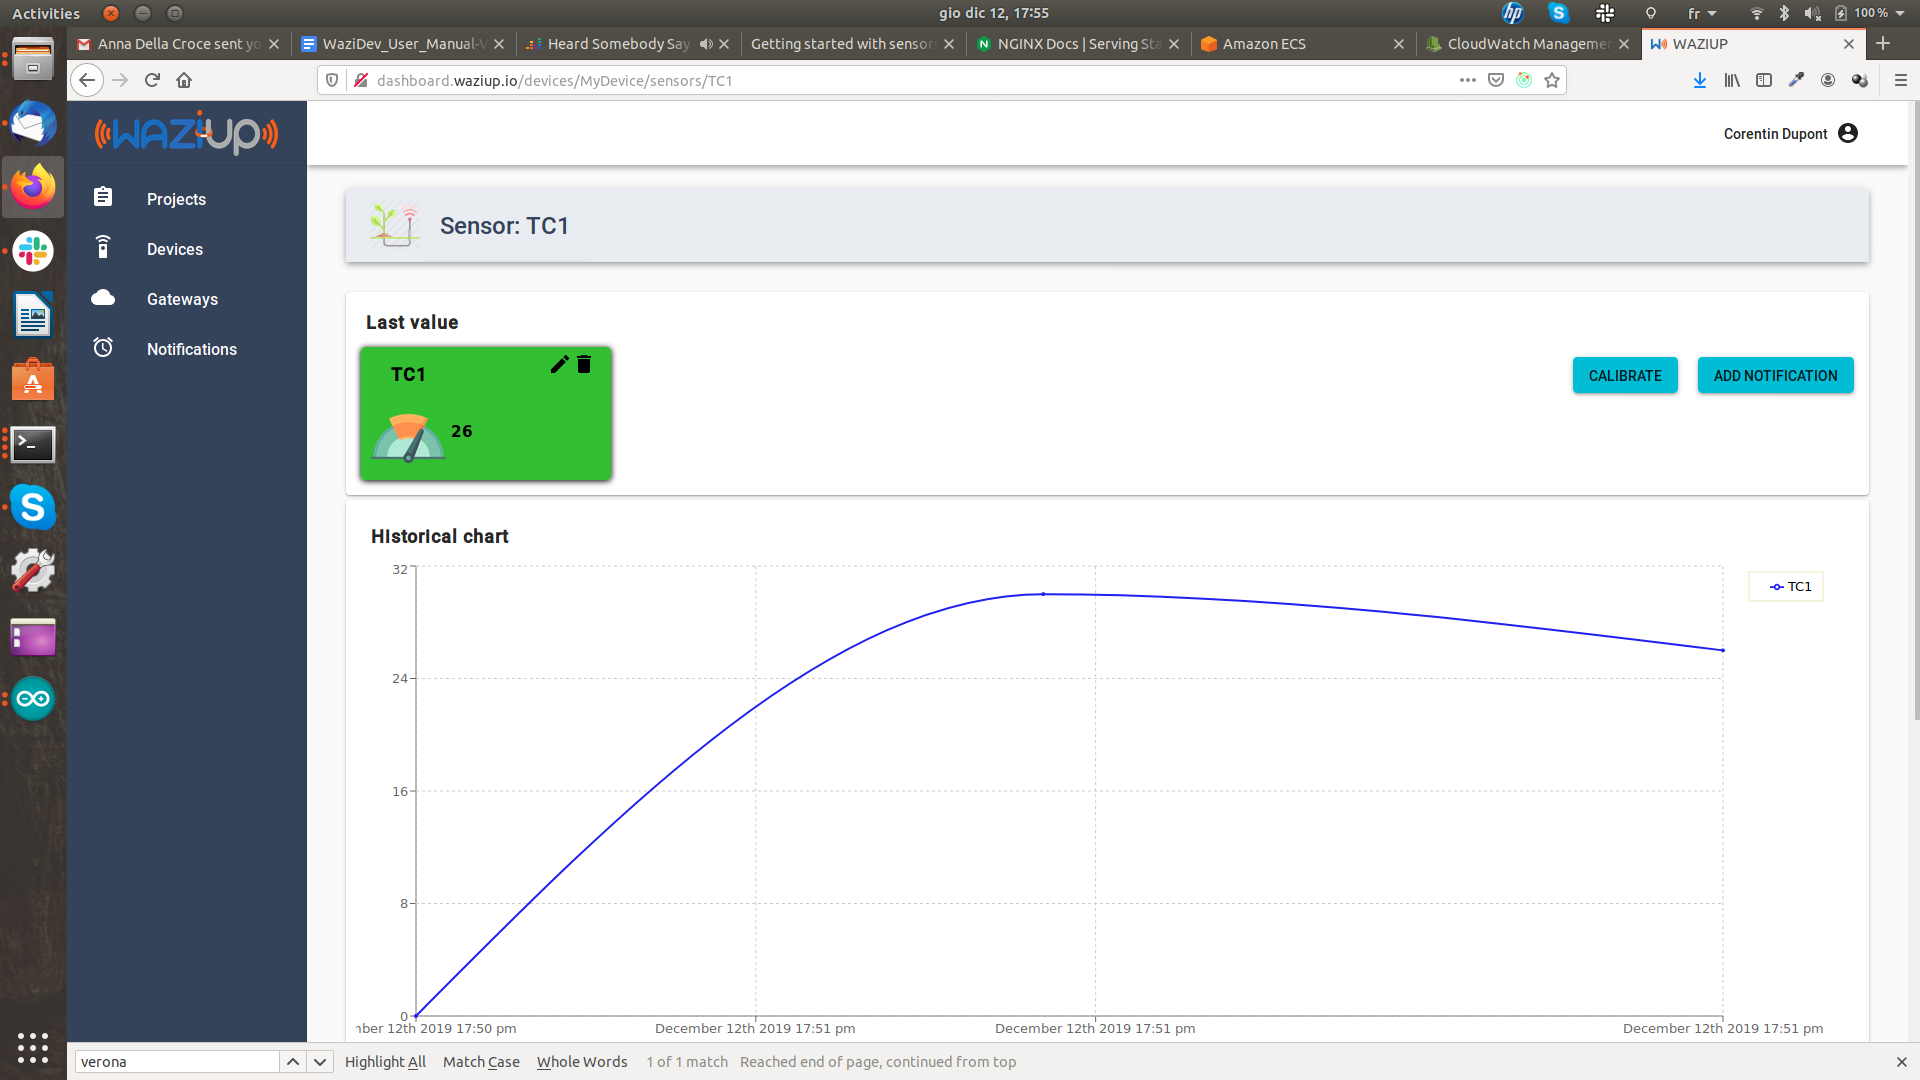 Activities
gio dic 12, 17:55
fr
100 %
Anna Della Croce sent yo
WaziDev_User_Manual-V
Heard Somebody Say
Getting started with sensors
NGINX Docs | Serving Sta
Amazon ECS
CloudWatch Managemen
WAZIUP
dashboard.waziup.io/devices/MyDevice/sensors/TC1
WAZIUP
Corentin Dupont
Projects
Devices
Gateways
Notifications
Sensor: TC1
Last value
TC1
26
CALIBRATE
ADD NOTIFICATION
Historical chart
32
24
16
8
0
TC1
nber 12th 2019 17:50 pm
December 12th 2019 17:51 pm
December 12th 2019 17:51 pm
December 12th 2019 17:51 pm
verona
Highlight All
Match Case
Whole Words
1 of 1 match
Reached end of page, continued from top